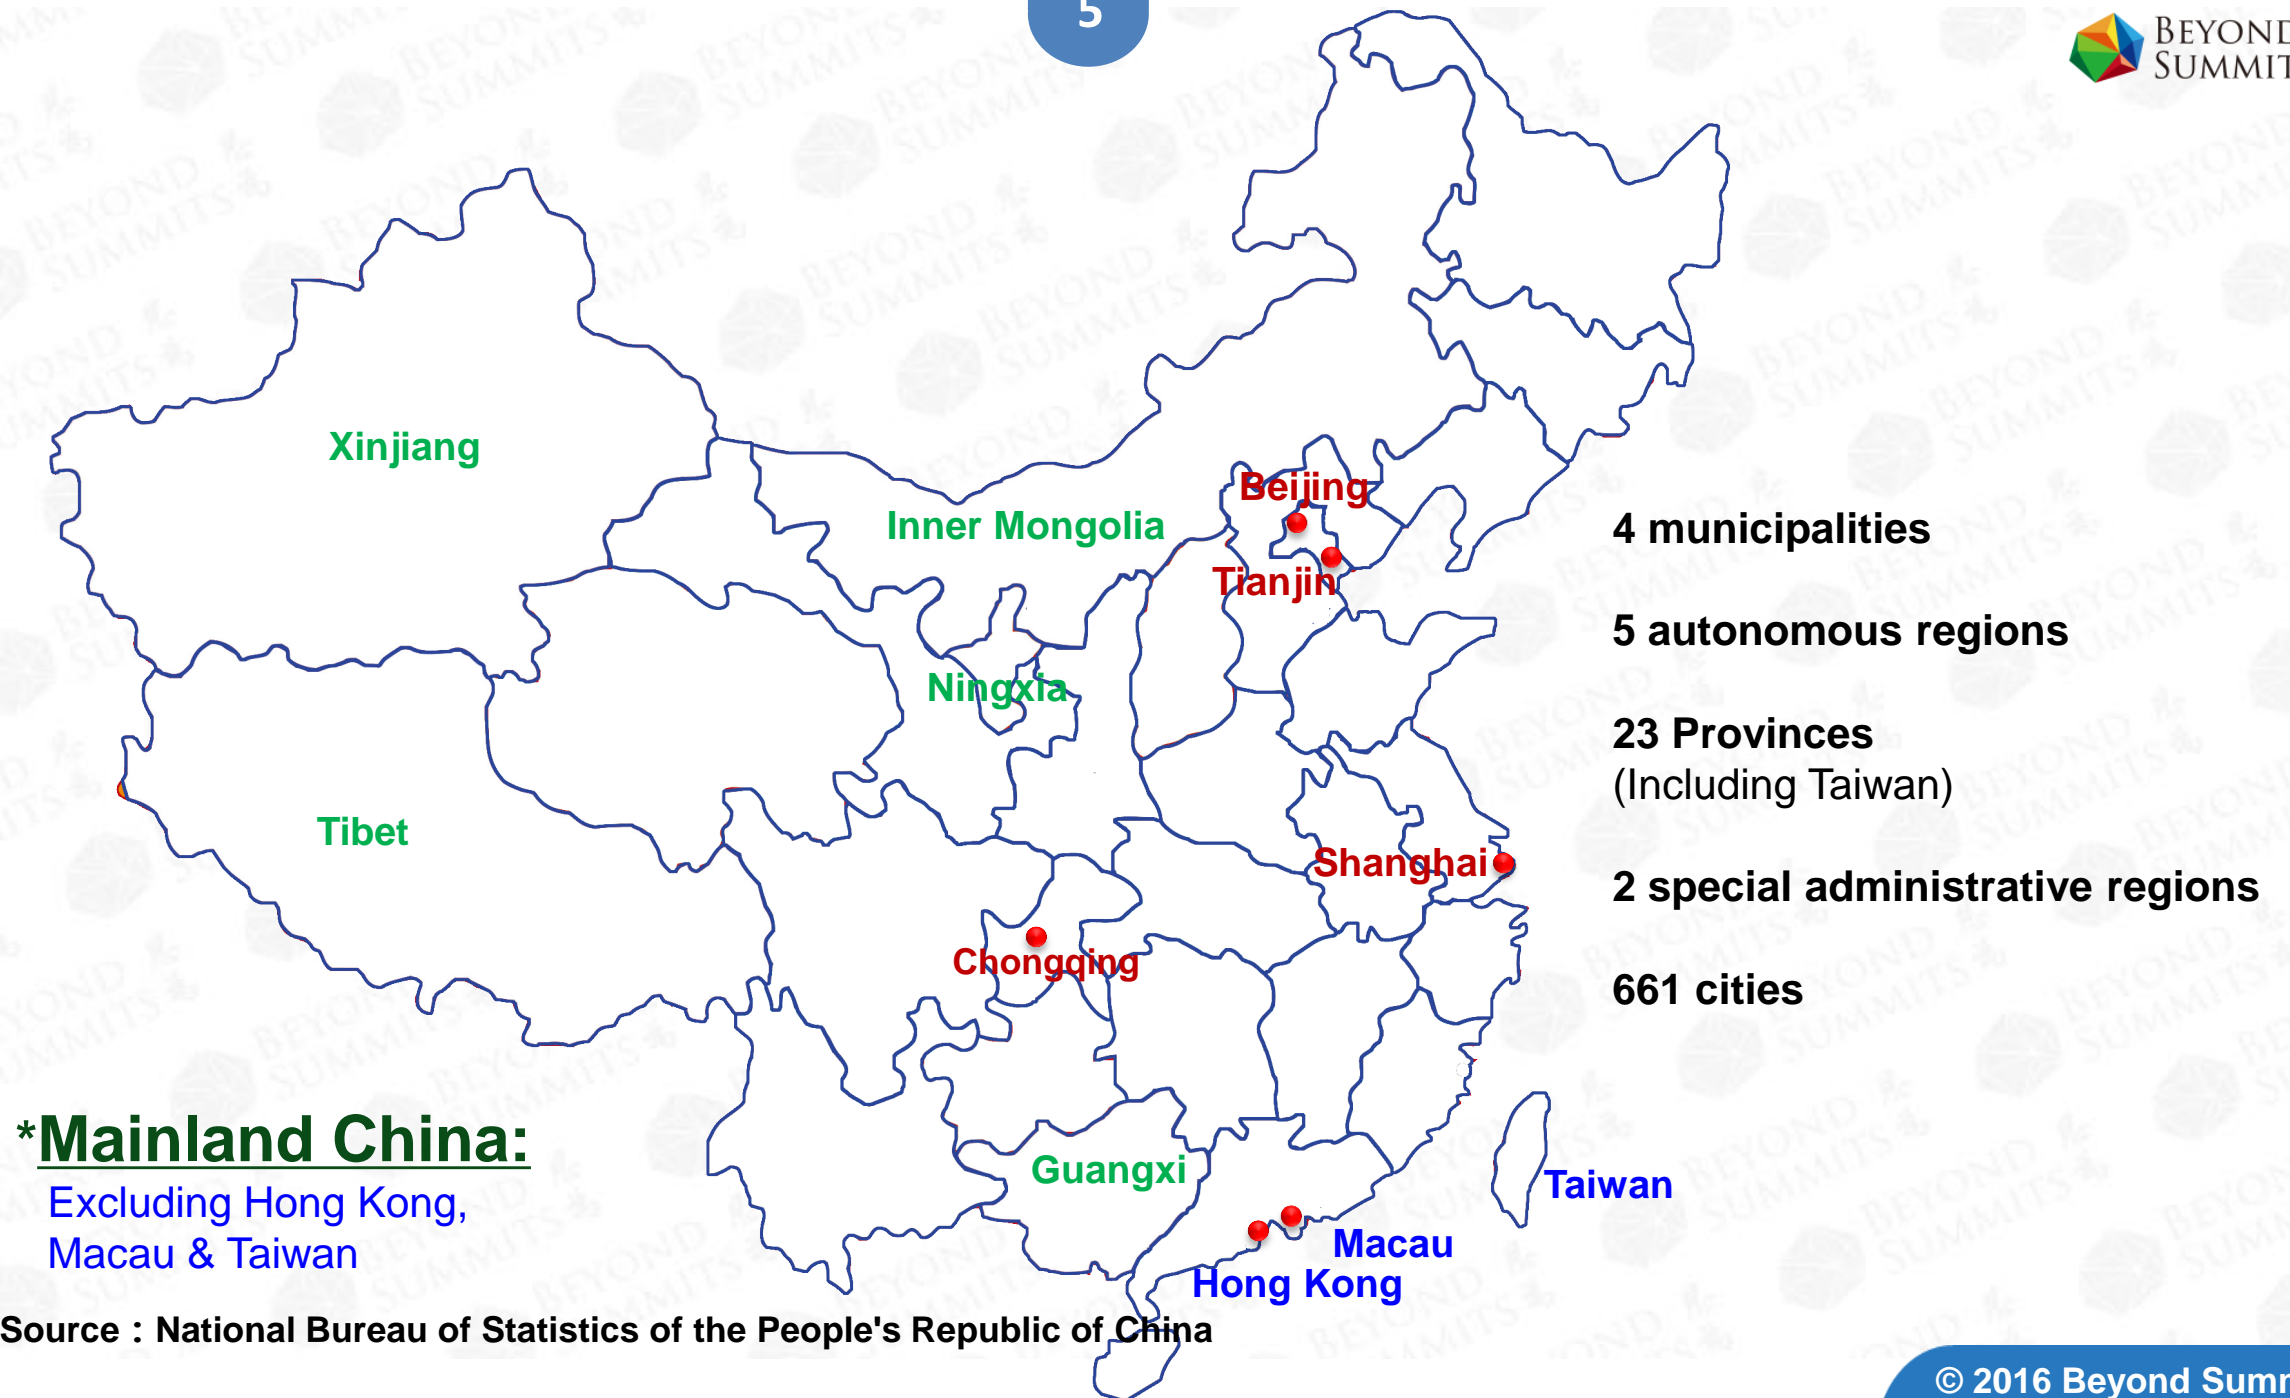 5
BEYOND
SUMMIT
Xinjiang
Inner Mongolia
Beijing
Tianjin
Ningxia
Tibet
Shanghai
Chongqing
Guangxi
Taiwan
Macau
Hong Kong
4 municipalities
5 autonomous regions
23 Provinces
(Including Taiwan)
2 special administrative regions
661 cities
*Mainland China:
Excluding Hong Kong,
Macau & Taiwan
Source : National Bureau of Statistics of the People's Republic of China
© 2016 Beyond Summ